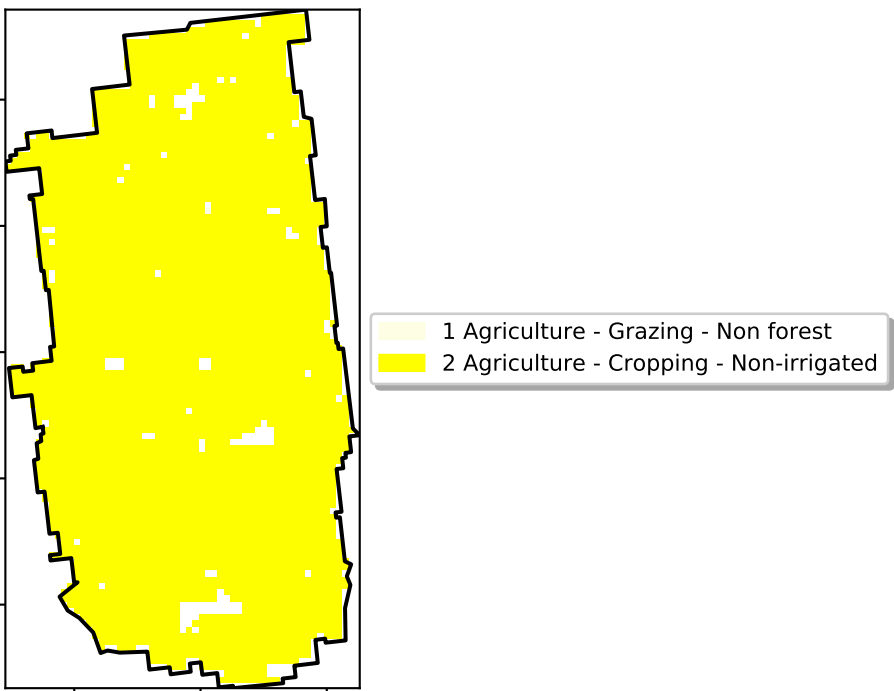 1 Agriculture - Grazing - Non forest
2 Agriculture - Cropping - Non-irrigated